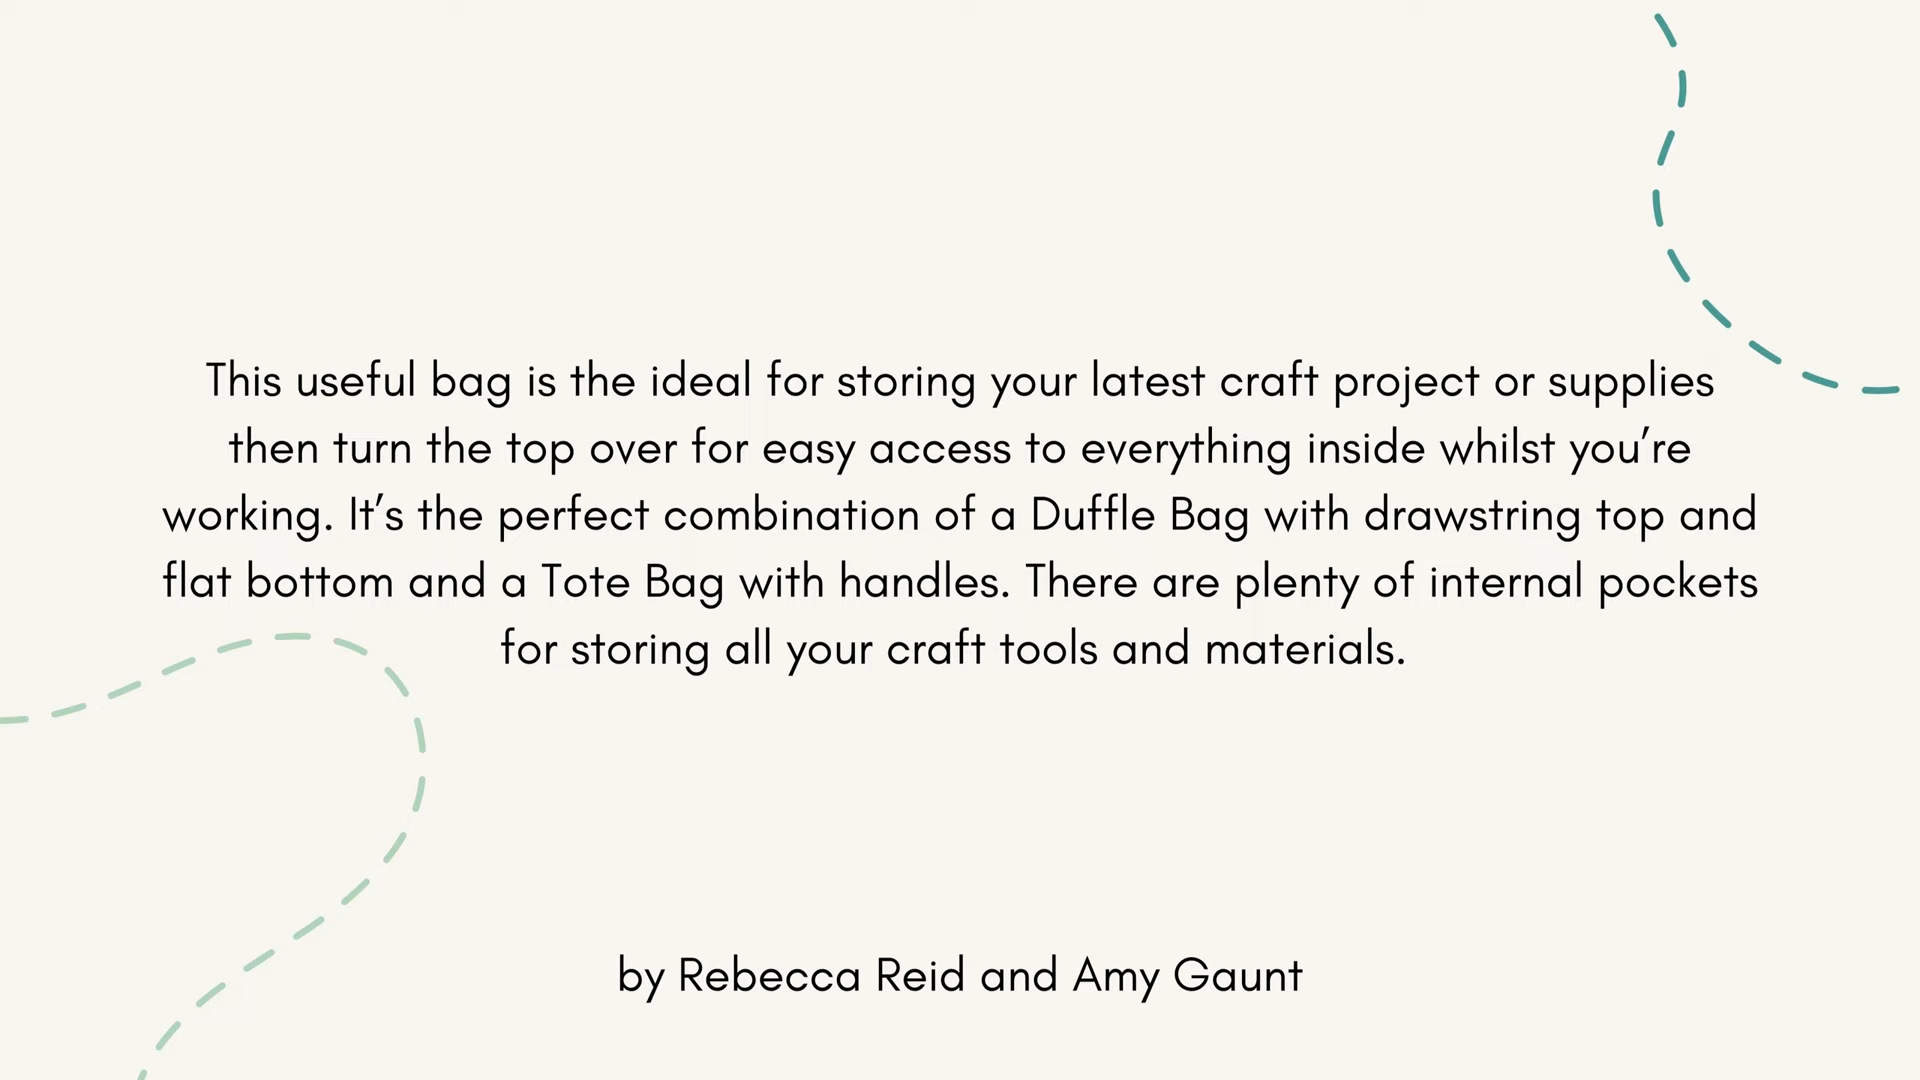 This useful bag is the ideal for storing your latest craft project or supplies
then turn the top over for easy access to everything inside whilst you’re
working. It’s the perfect combination of a Duffle Bag with drawstring top and
flat bottom and a Tote Bag with handles. There are plenty of internal pockets
for storing all your craft tools and materials.
by Rebecca Reid and Amy Gaunt